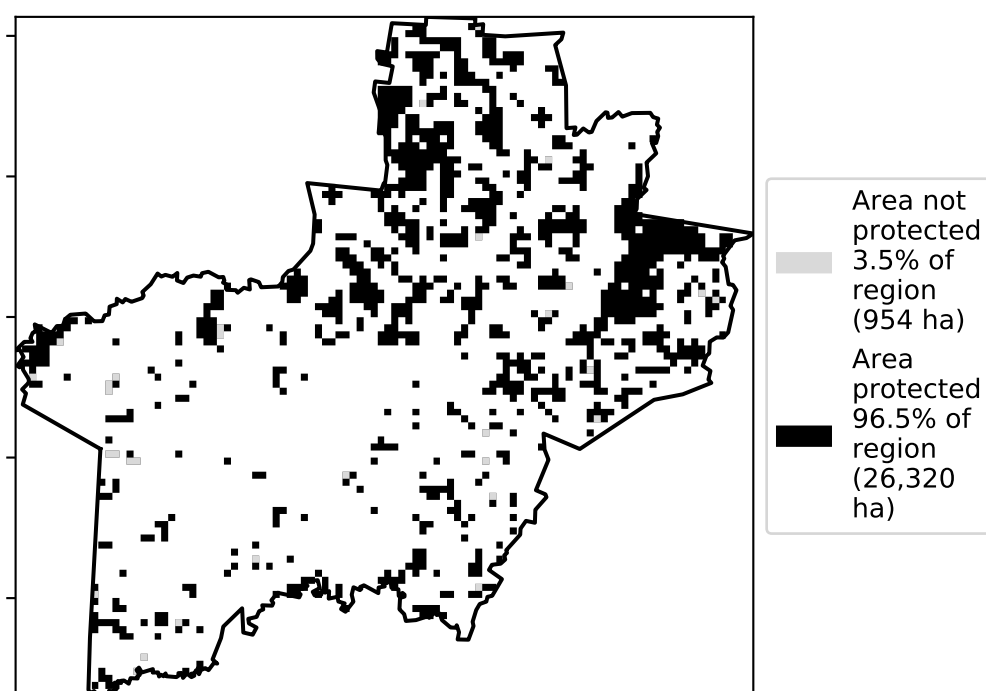 Area not
protected
3.5% of
region
(954 ha)
Area
protected
96.5% of
region
(26,320
ha)